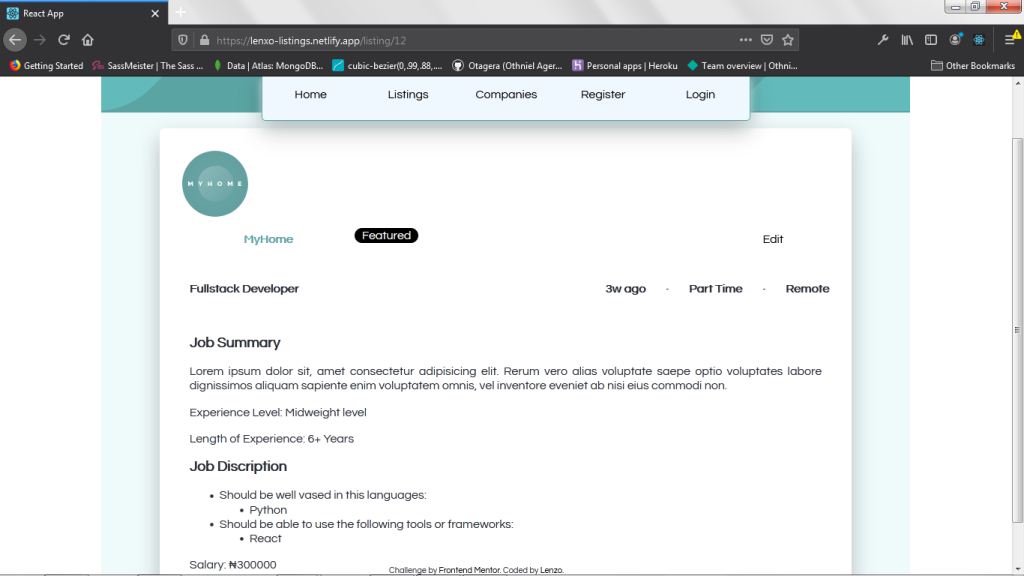 React App
https://lenxo-listings.netlify.app/listing/12
Getting Started SassMeister | The Sass ... Data | Atlas: MongoDB... cubic-bezier(0,.99,.88,.... Otagera (Othniel Ager... Personal apps | Heroku Team overview | Othni... Other Bookmarks
Home Listings Companies Register Login
MYHOME
MyHome Featured Edit
Fullstack Developer 3w ago - Part Time - Remote
Job Summary
Lorem ipsum dolor sit, amet consectetur adipisicing elit. Rerum vero alias voluptate saepe optio voluptates labore
dignissimos aliquam sapiente enim voluptatem omnis, vel inventore eveniet ab nisi eius commodi non.
Experience Level: Midweight level
Length of Experience: 6+ Years
Job Discription
• Should be well vased in this languages:
• Python
• Should be able to use the following tools or frameworks:
• React
Salary: ₦300000
Challenge by Frontend Mentor. Coded by Lenzo.